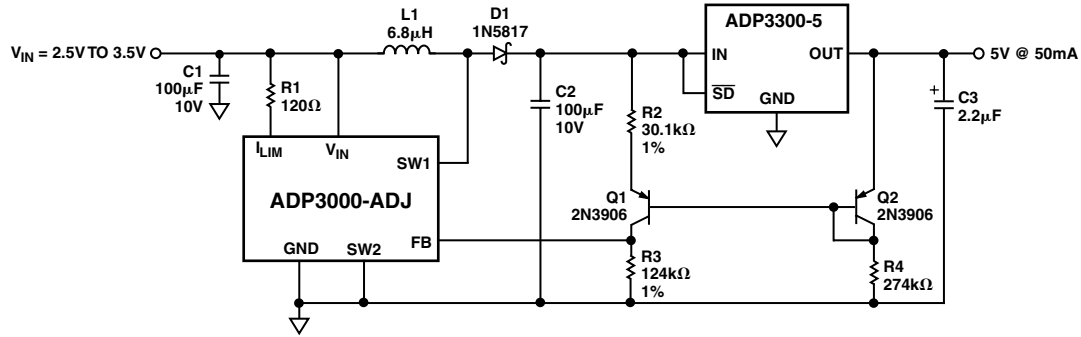 V_IN = 2.5V TO 3.5V
C1
100μF
10V
R1
120Ω
L1
6.8μH
D1
1N5817
C2
100μF
10V
R2
30.1kΩ
1%
ADP3300-5
IN
OUT
S̅D̅
GND
5V @ 50mA
+
C3
2.2μF
I_LIM
V_IN
SW1
ADP3000-ADJ
GND
SW2
FB
Q1
2N3906
R3
124kΩ
1%
Q2
2N3906
R4
274kΩ